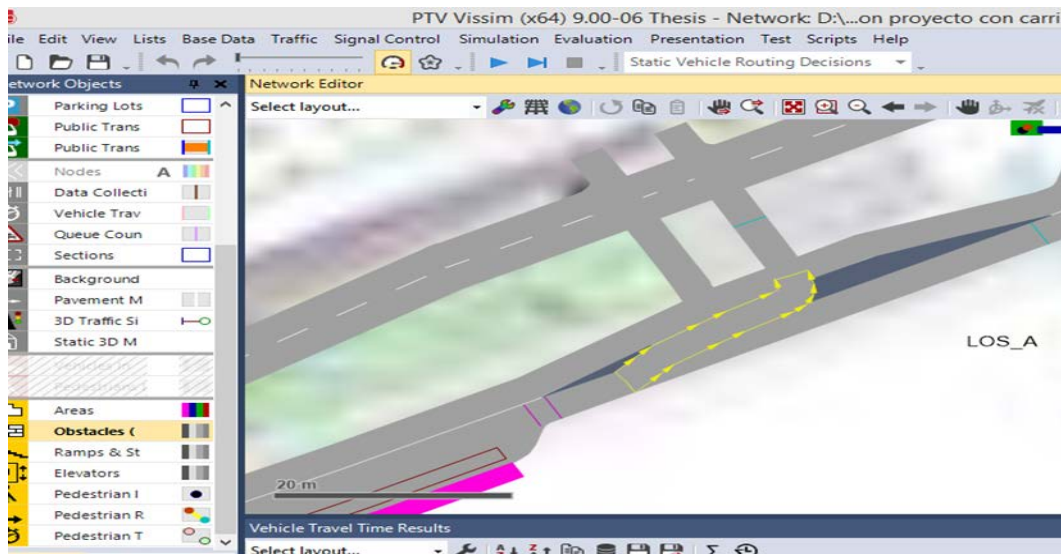 PTV Vissim (x64) 9.00-06 Thesis - Network: D:\...on proyecto con carri
ile Edit View Lists Base Data Traffic Signal Control Simulation Evaluation Presentation Test Scripts Help
Static Vehicle Routing Decisions
etwork Objects
Network Editor
Select layout...
Parking Lots
Public Trans
Public Trans
Nodes A
Data Collecti
Vehicle Trav
Queue Coun
Sections
Background
Pavement M
3D Traffic Si
Static 3D M
Vehicles In
Areas
Obstacles (
Ramps & St
Elevators
Pedestrian I
Pedestrian R
Pedestrian T
LOS_A
20 m
Vehicle Travel Time Results
Select layout...